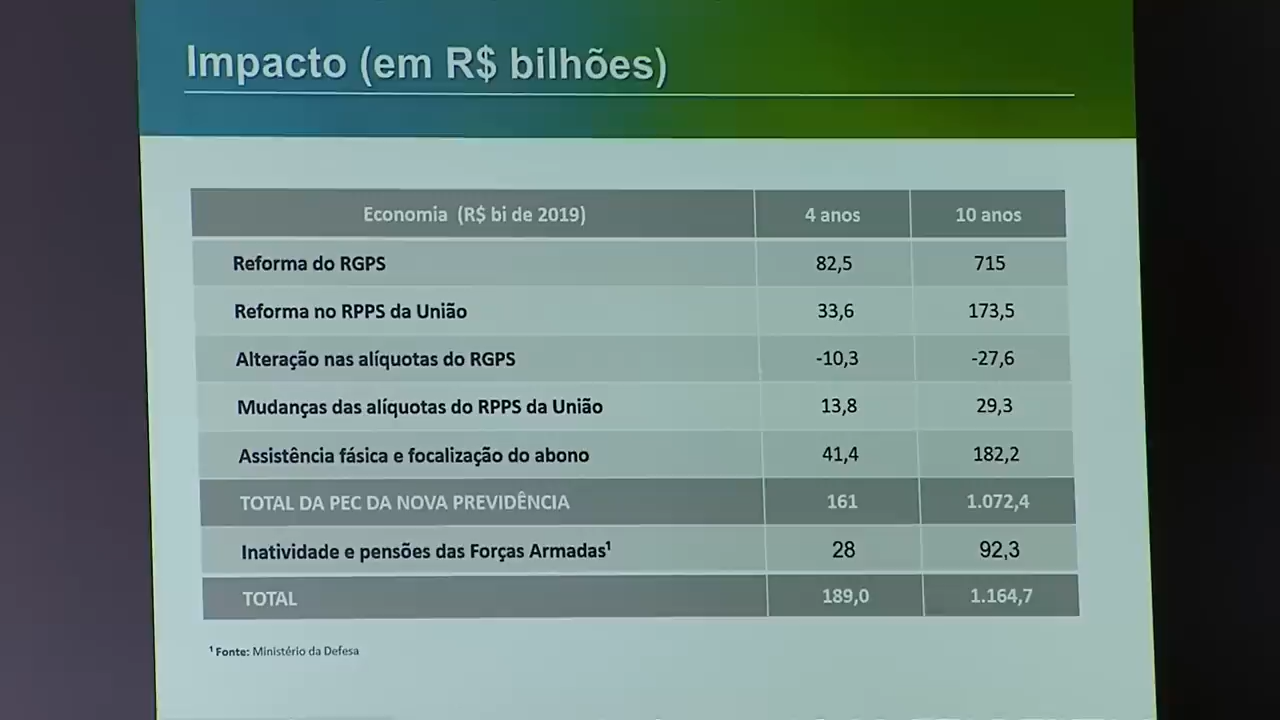 Impacto (em R$ bilhões)
Economia (R$ bi de 2019) 4 anos 10 anos
Reforma do RGPS 82,5 715
Reforma no RPPS da União 33,6 173,5
Alteração nas alíquotas do RGPS -10,3 -27,6
Mudanças das alíquotas do RPPS da União 13,8 29,3
Assistência fásica e focalização do abono 41,4 182,2
TOTAL DA PEC DA NOVA PREVIDÊNCIA 161 1.072,4
Inatividade e pensões das Forças Armadas¹ 28 92,3
TOTAL 189,0 1.164,7
¹ Fonte: Ministério da Defesa